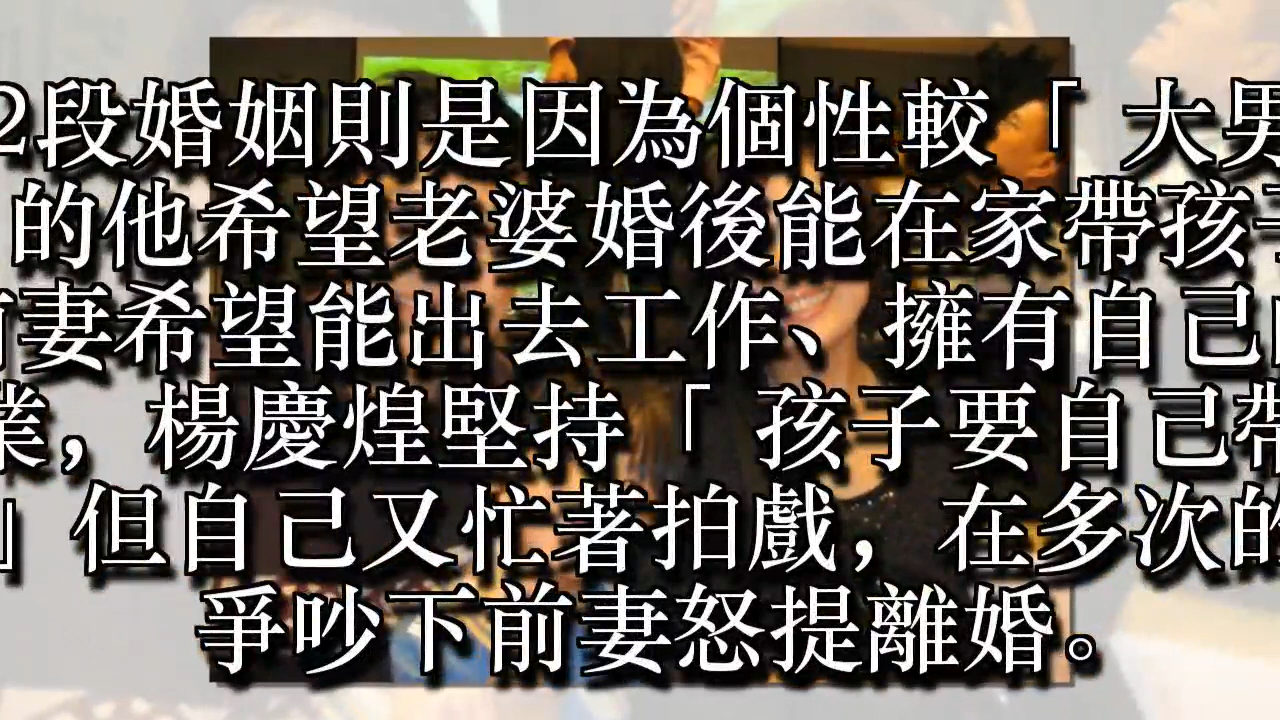 2段婚姻則是因為個性較「 大男
的他希望老婆婚後能在家帶孩子
前妻希望能出去工作、擁有自己的
業，楊慶煌堅持「 孩子要自己帶
』但自己又忙著拍戲，在多次的
爭吵下前妻怒提離婚。